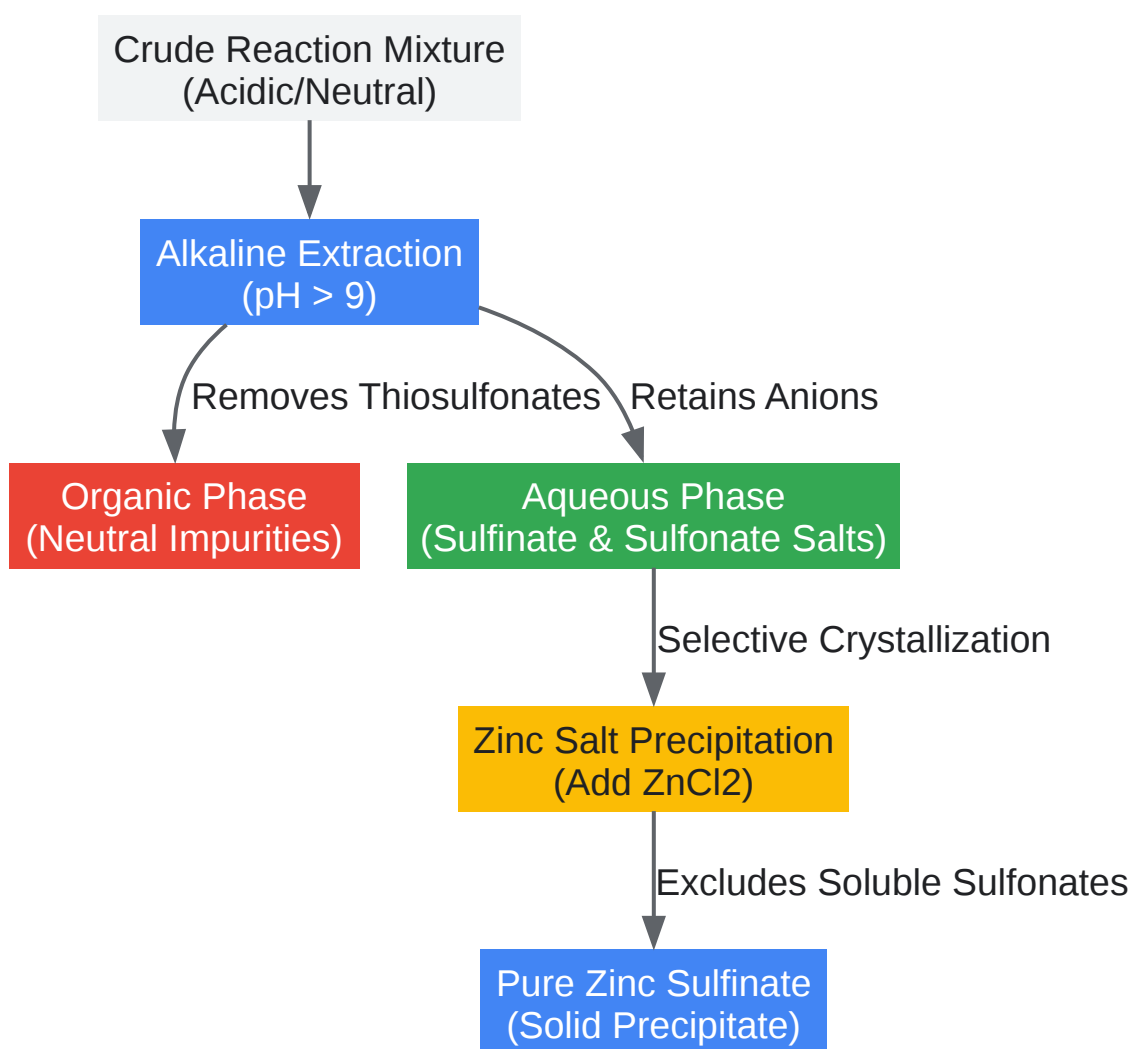 Crude Reaction Mixture
(Acidic/Neutral)
Alkaline Extraction
(pH > 9)
Removes Thiosulfonates
Retains Anions
Organic Phase
(Neutral Impurities)
Aqueous Phase
(Sulfinate & Sulfonate Salts)
Selective Crystallization
Zinc Salt Precipitation
(Add ZnCl2)
Excludes Soluble Sulfonates
Pure Zinc Sulfinate
(Solid Precipitate)